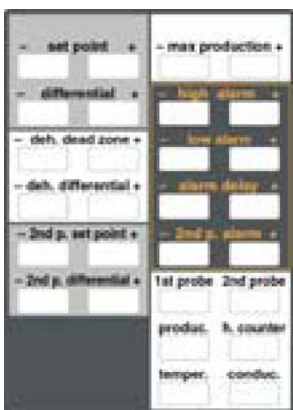 - set point +
- differential +
- deh. dead zone +
- deh. differential +
- 2nd p. set point +
- 2nd p. differential +
- max production +
- high alarm +
- low alarm +
- alarm delay +
- 2nd p. alarm +
1st probe 2nd probe
produc. h. counter
temper. conduc.